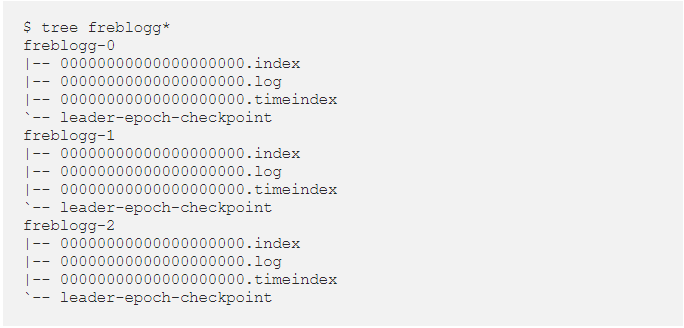 $ tree freblogg*
freblogg-0
|-- 00000000000000000000.index
|-- 00000000000000000000.log
|-- 00000000000000000000.timeindex
`-- leader-epoch-checkpoint
freblogg-1
|-- 00000000000000000000.index
|-- 00000000000000000000.log
|-- 00000000000000000000.timeindex
`-- leader-epoch-checkpoint
freblogg-2
|-- 00000000000000000000.index
|-- 00000000000000000000.log
|-- 00000000000000000000.timeindex
`-- leader-epoch-checkpoint